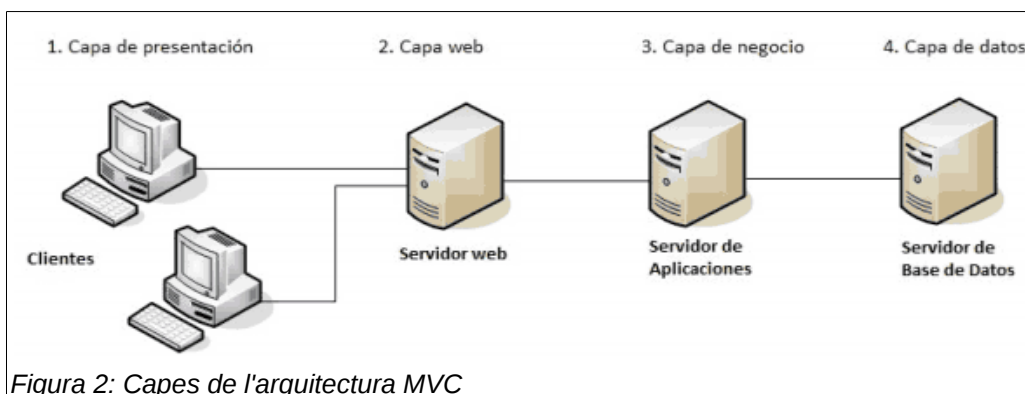 1. Capa de presentación
2. Capa web
3. Capa de negocio
4. Capa de datos
Clientes
Servidor web
Servidor de
Aplicaciones
Servidor de
Base de Datos
Figura 2: Capes de l'arquitectura MVC